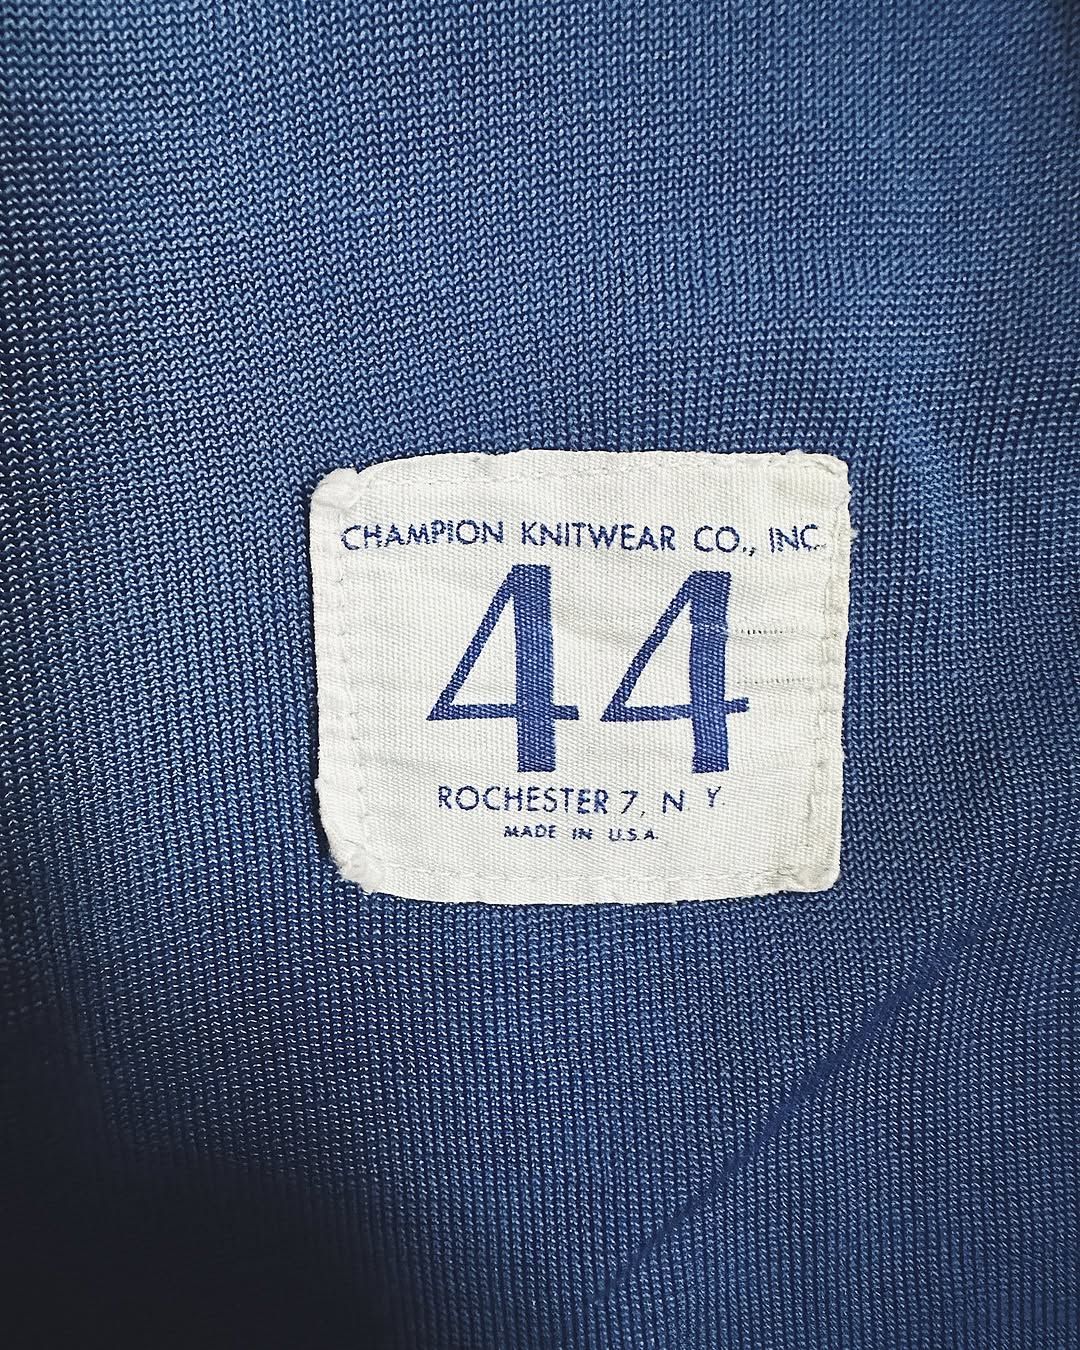 CHAMPION KNITWEAR CO., INC.
44
ROCHESTER 7, N. Y.
MADE IN U.S.A.